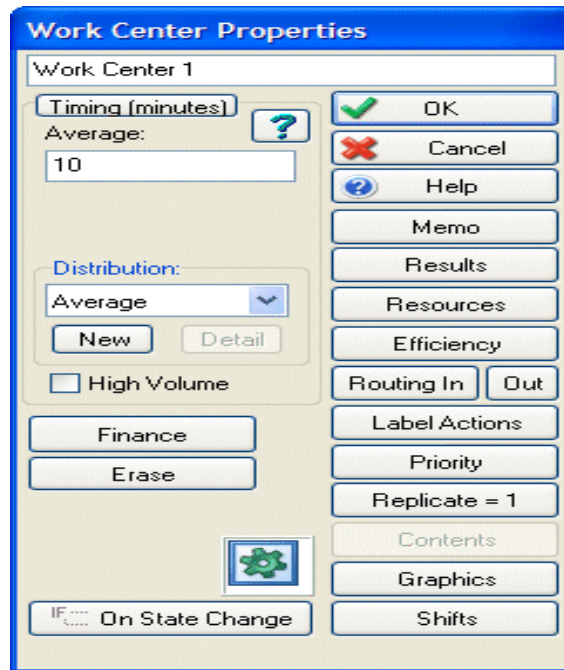 Work Center Properties
Work Center 1
Timing (minutes)
?
Average:
10
Distribution:
Average
New
Detail
High Volume
Finance
Erase
IF On State Change
OK
Cancel
? Help
Memo
Results
Resources
Efficiency
Routing In
Out
Label Actions
Priority
Replicate = 1
Contents
Graphics
Shifts